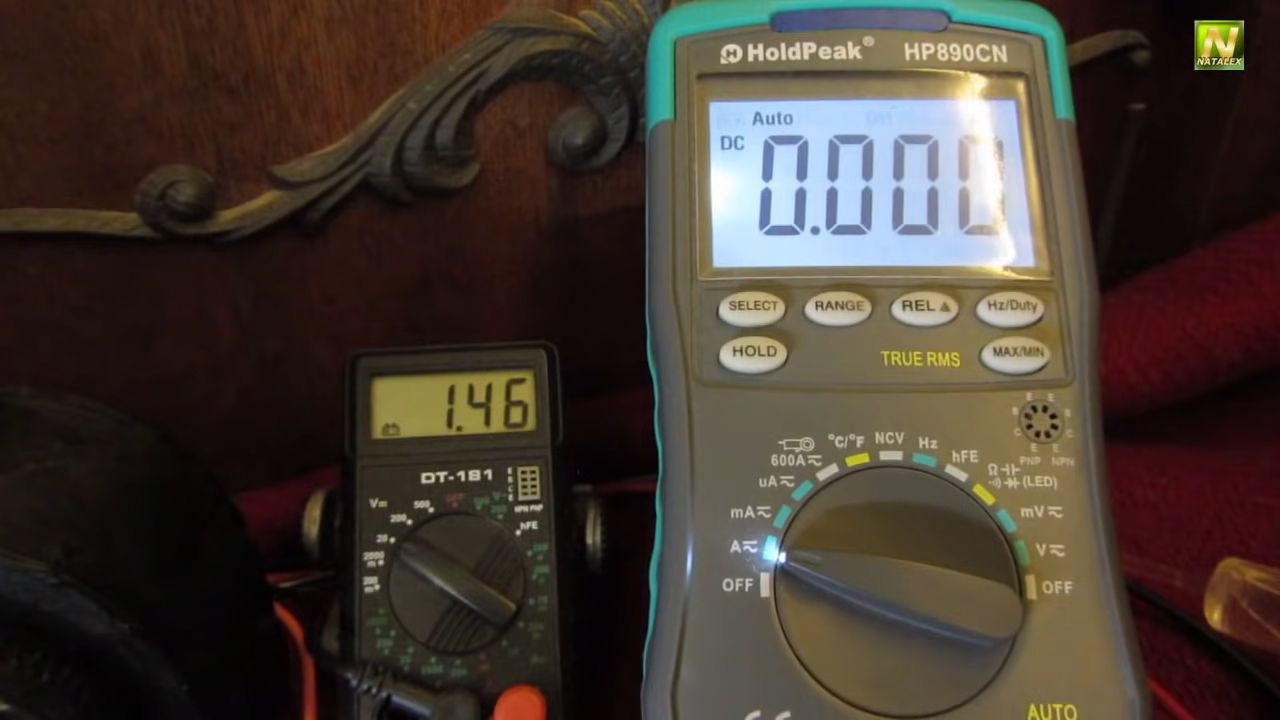 N
NATALEX
HoldPeak® HP890CN
Auto
DC
0.000
SELECT RANGE REL▲ Hz/Duty
HOLD TRUE RMS MAX/MIN
E E
B B
C C
E E
PNP NPN
600A °C/°F NCV Hz hFE
uA Ω (LED)
mA mV
A V
OFF OFF
AUTO
1.46
DT-181
E
B
C
E
NPN PNP
V= 500 OFF V~
200 hFE
20
2000
m
200
m